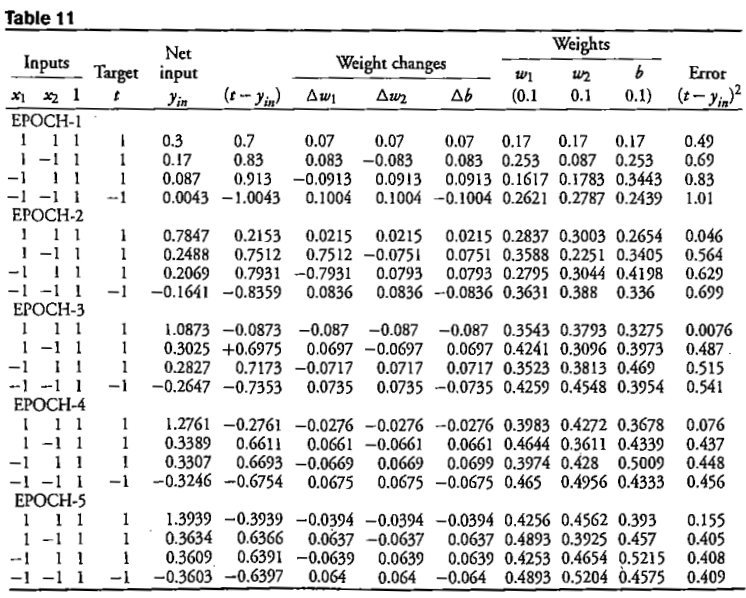 Table 11
Inputs Target Net input Weight changes Weights Error
x1 x2 1 t yin (t − yin) Δw1 Δw2 Δb w1 (0.1 w2 0.1 b 0.1) (t − yin)²
EPOCH-1
1 1 1 1 0.3 0.7 0.07 0.07 0.07 0.17 0.17 0.17 0.49
1 −1 1 1 0.17 0.83 0.083 −0.083 0.083 0.253 0.087 0.253 0.69
−1 1 1 1 0.087 0.913 −0.0913 0.0913 0.0913 0.1617 0.1783 0.3443 0.83
−1 −1 1 −1 0.0043 −1.0043 0.1004 0.1004 −0.1004 0.2621 0.2787 0.2439 1.01
EPOCH-2
1 1 1 1 0.7847 0.2153 0.0215 0.0215 0.0215 0.2837 0.3003 0.2654 0.046
1 −1 1 1 0.2488 0.7512 0.7512 −0.0751 0.0751 0.3588 0.2251 0.3405 0.564
−1 1 1 1 0.2069 0.7931 −0.7931 0.0793 0.0793 0.2795 0.3044 0.4198 0.629
−1 −1 1 −1 −0.1641 −0.8359 0.0836 0.0836 −0.0836 0.3631 0.388 0.336 0.699
EPOCH-3
1 1 1 1 1.0873 −0.0873 −0.087 −0.087 −0.087 0.3543 0.3793 0.3275 0.0076
1 −1 1 1 0.3025 +0.6975 0.0697 −0.0697 0.0697 0.4241 0.3096 0.3973 0.487
−1 1 1 1 0.2827 0.7173 −0.0717 0.0717 0.0717 0.3523 0.3813 0.469 0.515
−1 −1 1 −1 −0.2647 −0.7353 0.0735 0.0735 −0.0735 0.4259 0.4548 0.3954 0.541
EPOCH-4
1 1 1 1 1.2761 −0.2761 −0.0276 −0.0276 −0.0276 0.3983 0.4272 0.3678 0.076
1 −1 1 1 0.3389 0.6611 0.0661 −0.0661 0.0661 0.4644 0.3611 0.4339 0.437
−1 1 1 1 0.3307 0.6693 −0.0669 0.0669 0.0699 0.3974 0.428 0.5009 0.448
−1 −1 1 −1 −0.3246 −0.6754 0.0675 0.0675 −0.0675 0.465 0.4956 0.4333 0.456
EPOCH-5
1 1 1 1 1.3939 −0.3939 −0.0394 −0.0394 −0.0394 0.4256 0.4562 0.393 0.155
1 −1 1 1 0.3634 0.6366 0.0637 −0.0637 0.0637 0.4893 0.3925 0.457 0.405
−1 1 1 1 0.3609 0.6391 −0.0639 0.0639 0.0639 0.4253 0.4654 0.5215 0.408
−1 −1 1 −1 −0.3603 −0.6397 0.064 0.064 −0.064 0.4893 0.5204 0.4575 0.409